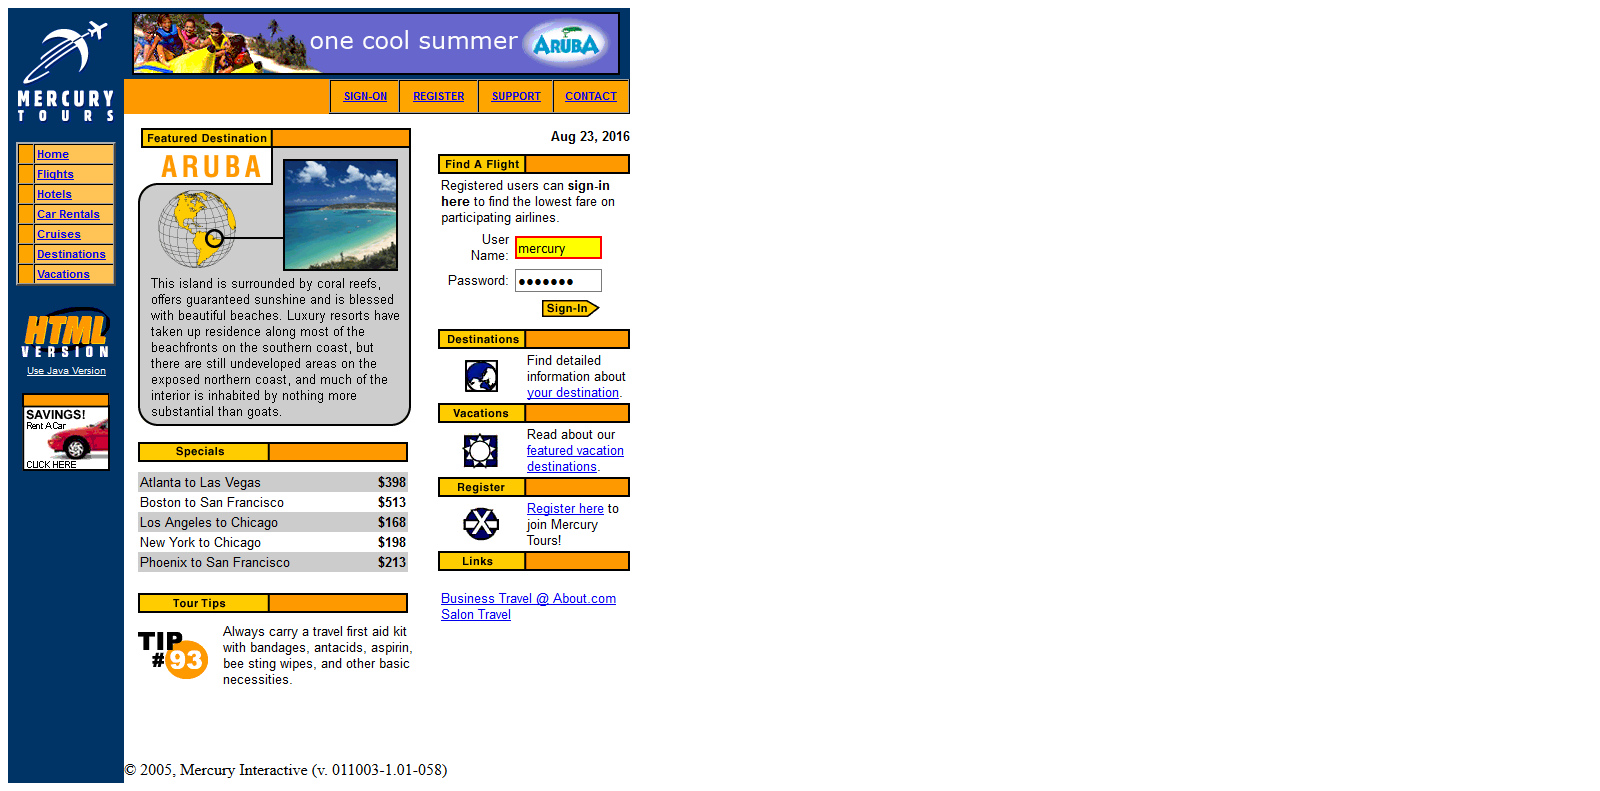 MERCURY
TOURS
one cool summer
ARUBA
SIGN-ON
REGISTER
SUPPORT
CONTACT
Home
Flights
Hotels
Car Rentals
Cruises
Destinations
Vacations
HTML
VERSION
Use Java Version
SAVINGS!
Rent A Car
CLICK HERE
Featured Destination
ARUBA
This island is surrounded by coral reefs,
offers guaranteed sunshine and is blessed
with beautiful beaches. Luxury resorts have
taken up residence along most of the
beachfronts on the southern coast, but
there are still undeveloped areas on the
exposed northern coast, and much of the
interior is inhabited by nothing more
substantial than goats.
Specials
Atlanta to Las Vegas $398
Boston to San Francisco $513
Los Angeles to Chicago $168
New York to Chicago $198
Phoenix to San Francisco $213
Tour Tips
TIP
#93
Always carry a travel first aid kit
with bandages, antacids, aspirin,
bee sting wipes, and other basic
necessities.
Aug 23, 2016
Find A Flight
Registered users can sign-in
here to find the lowest fare on
participating airlines.
User
Name: mercury
Password: ●●●●●●●
Sign-In
Destinations
Find detailed
information about
your destination.
Vacations
Read about our
featured vacation
destinations.
Register
Register here to
join Mercury
Tours!
Links
Business Travel @ About.com
Salon Travel
© 2005, Mercury Interactive (v. 011003-1.01-058)